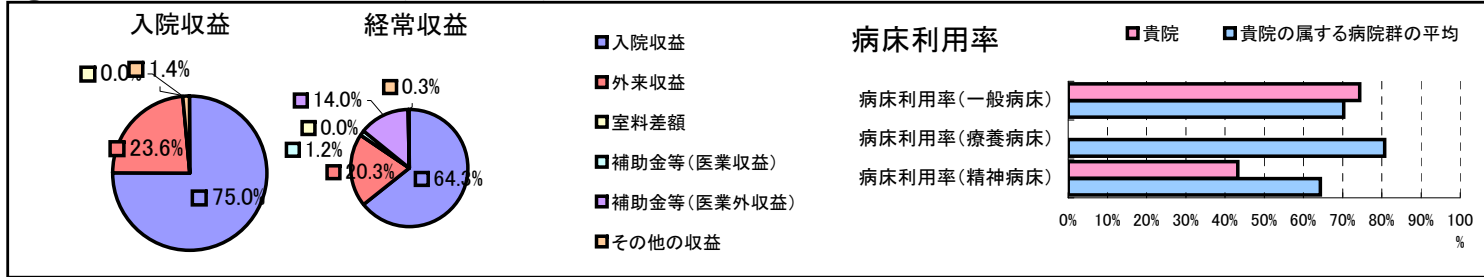 入院収益
0.0%
1.4%
23.6%
75.0%
経常収益
0.3%
14.0%
0.0%
1.2%
20.3%
64.3%
入院収益
外来収益
室料差額
補助金等(医業収益)
補助金等(医業外収益)
その他の収益
病床利用率
貴院
貴院の属する病院群の平均
病床利用率(一般病床)
病床利用率(療養病床)
病床利用率(精神病床)
0% 10% 20% 30% 40% 50% 60% 70% 80% 90% 100
%